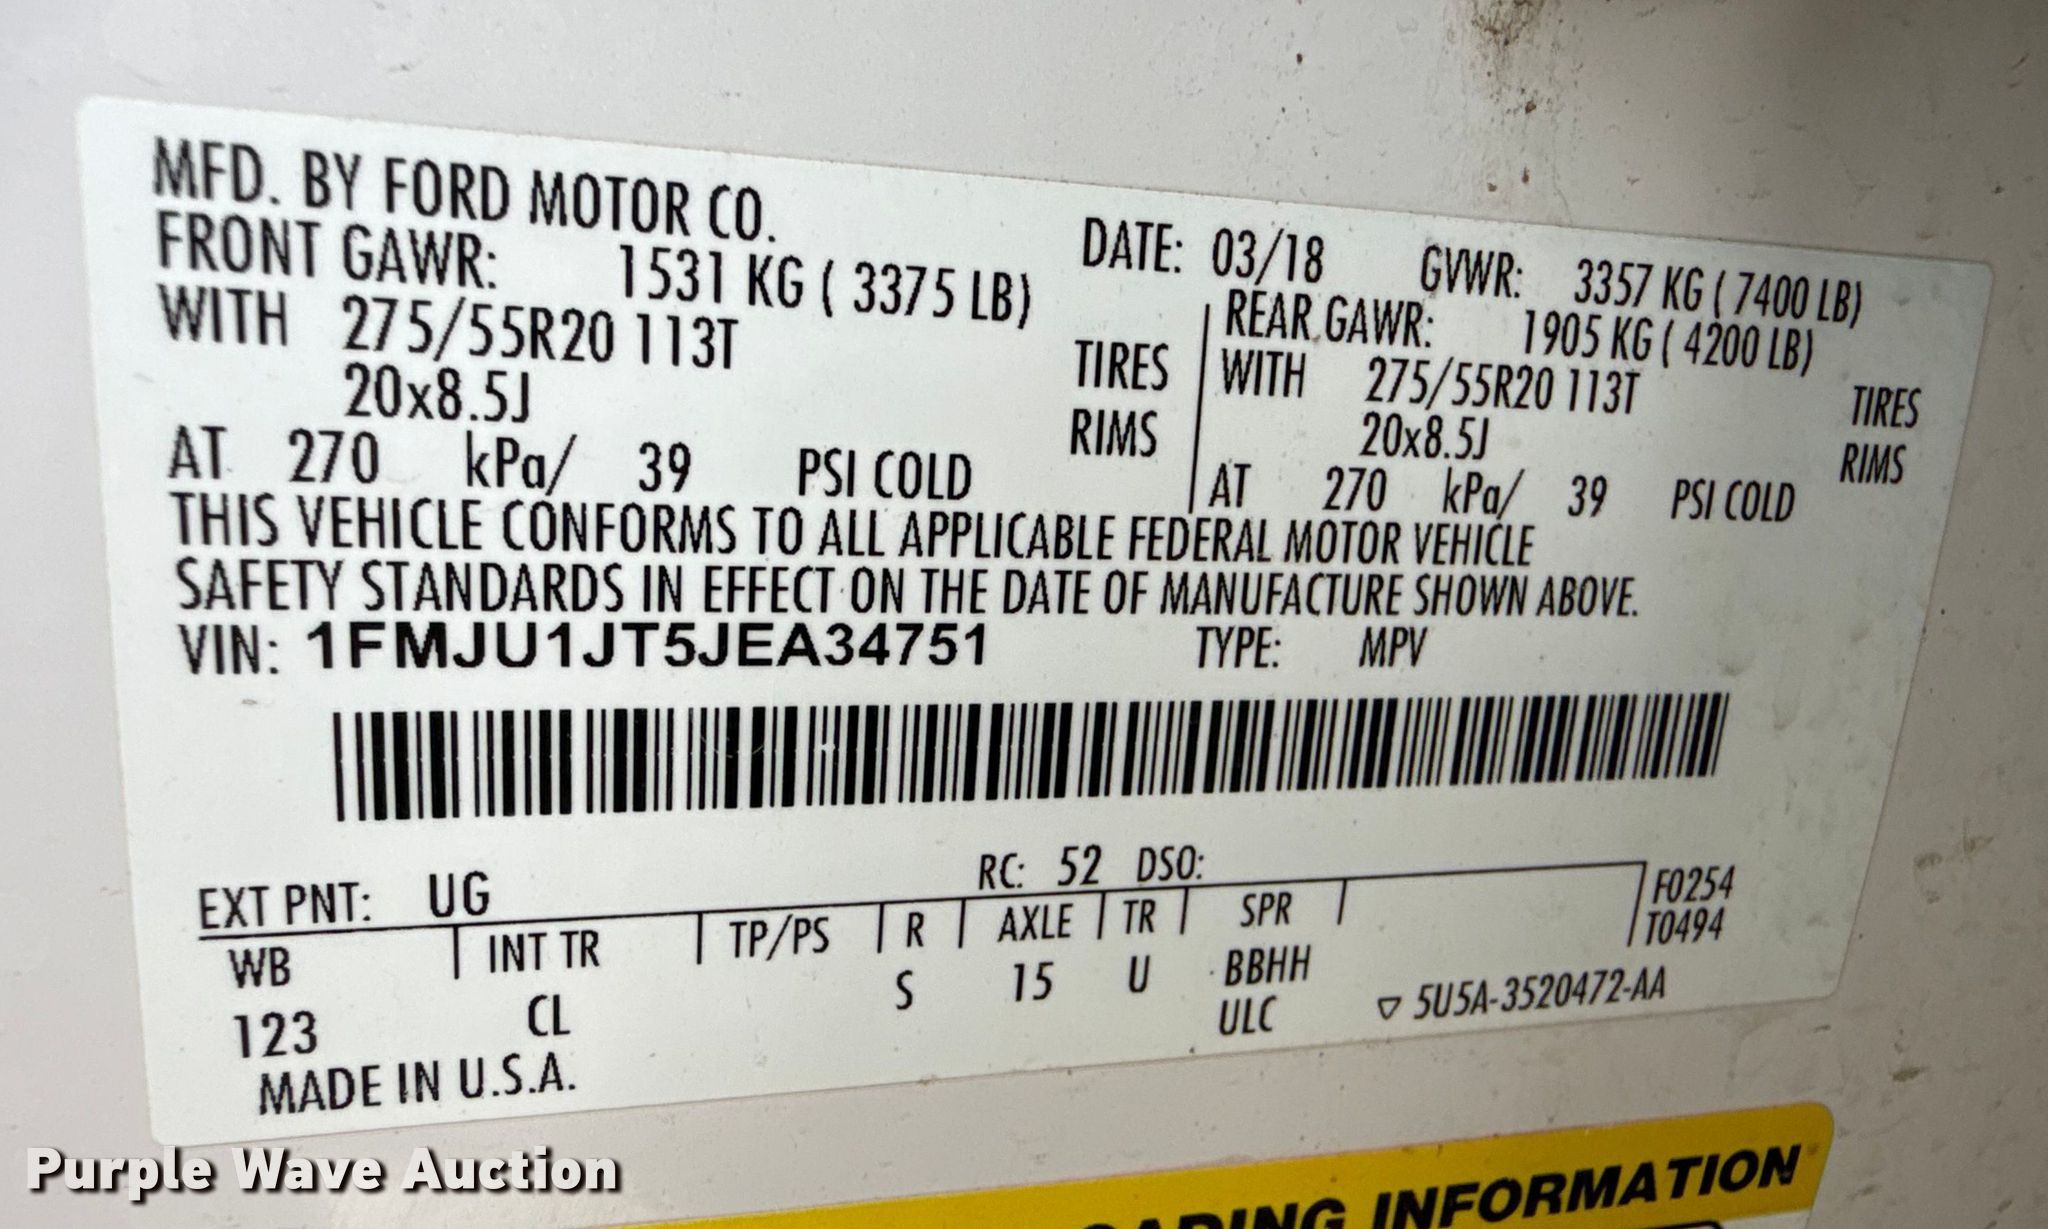 MFD. BY FORD MOTOR CO.
DATE: 03/18 GVWR: 3357 KG ( 7400 LB)
FRONT GAWR: 1531 KG ( 3375 LB)
WITH 275/55R20 113T TIRES
20x8.5J RIMS
AT 270 kPa/ 39 PSI COLD
REAR GAWR: 1905 KG ( 4200 LB)
WITH 275/55R20 113T TIRES
20x8.5J RIMS
AT 270 kPa/ 39 PSI COLD
THIS VEHICLE CONFORMS TO ALL APPLICABLE FEDERAL MOTOR VEHICLE
SAFETY STANDARDS IN EFFECT ON THE DATE OF MANUFACTURE SHOWN ABOVE.
VIN: 1FMJU1JT5JEA34751 TYPE: MPV
EXT PNT: UG RC: 52 DSO:
WB INT TR TP/PS R AXLE TR SPR F0254
T0494
123 CL S 15 U BBHH
ULC ▽ 5U5A-3520472-AA
MADE IN U.S.A.
Purple Wave Auction
INFORMATION